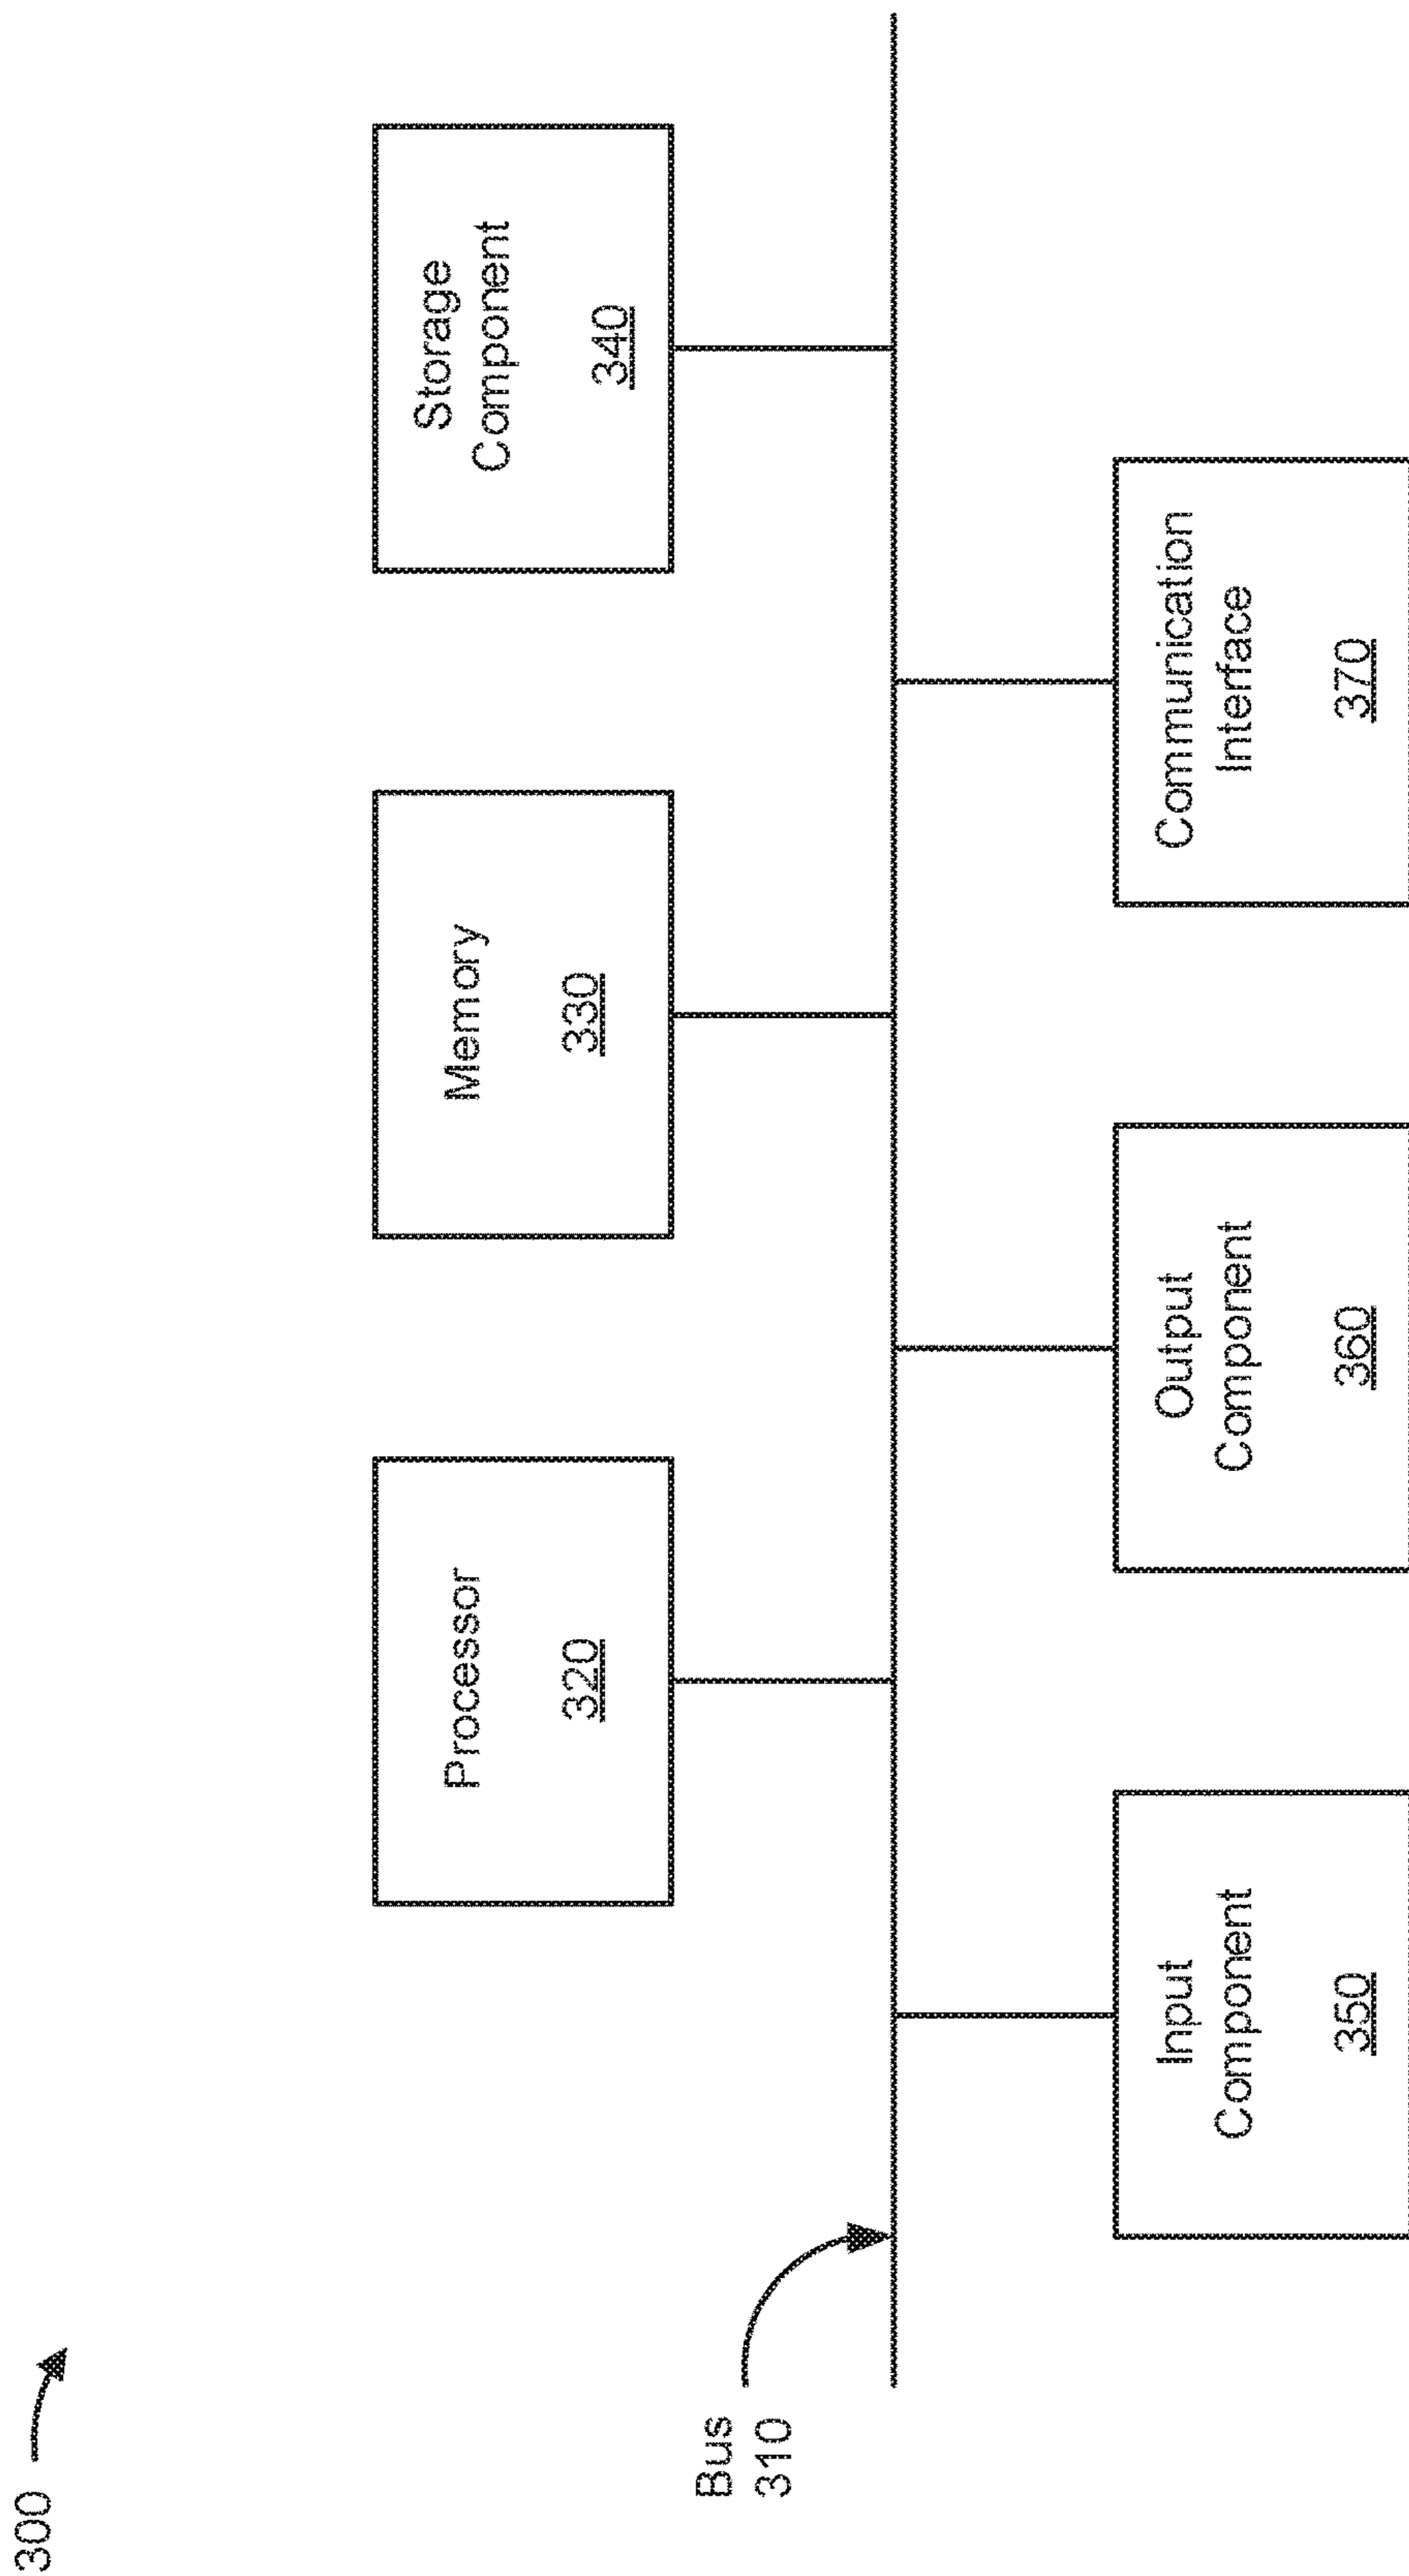 300
Processor
320
Memory
330
Storage
Component
340
Bus
310
Input
Component
350
Output
Component
360
Communication
Interface
370